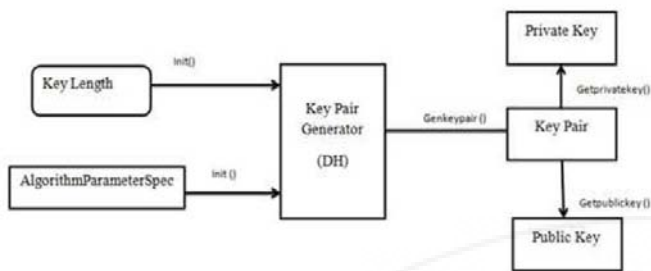 Private Key
Init()
Key Length
Getprivatekey()
Key Pair
Generator
(DH)
Genkeypair ()
Key Pair
Init ()
AlgorithmParameterSpec
Getpublickey ()
Public Key